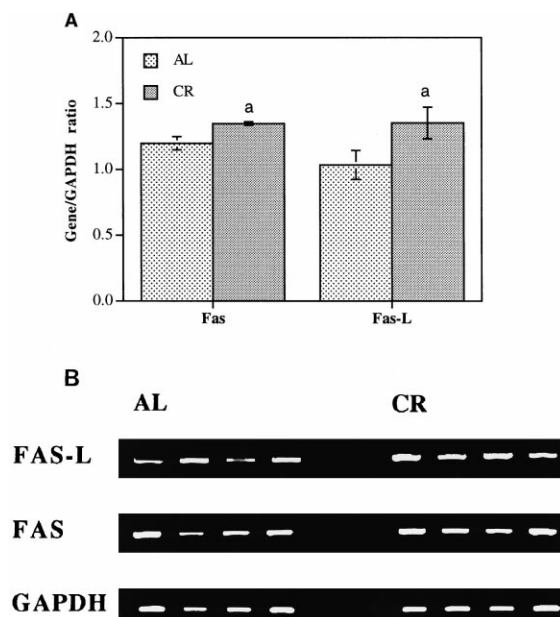 A
2.0
AL
CR
a
a
1.5
1.0
0.5
0.0
Gene/GAPDH ratio
Fas
Fas-L
B
AL
CR
FAS-L
FAS
GAPDH